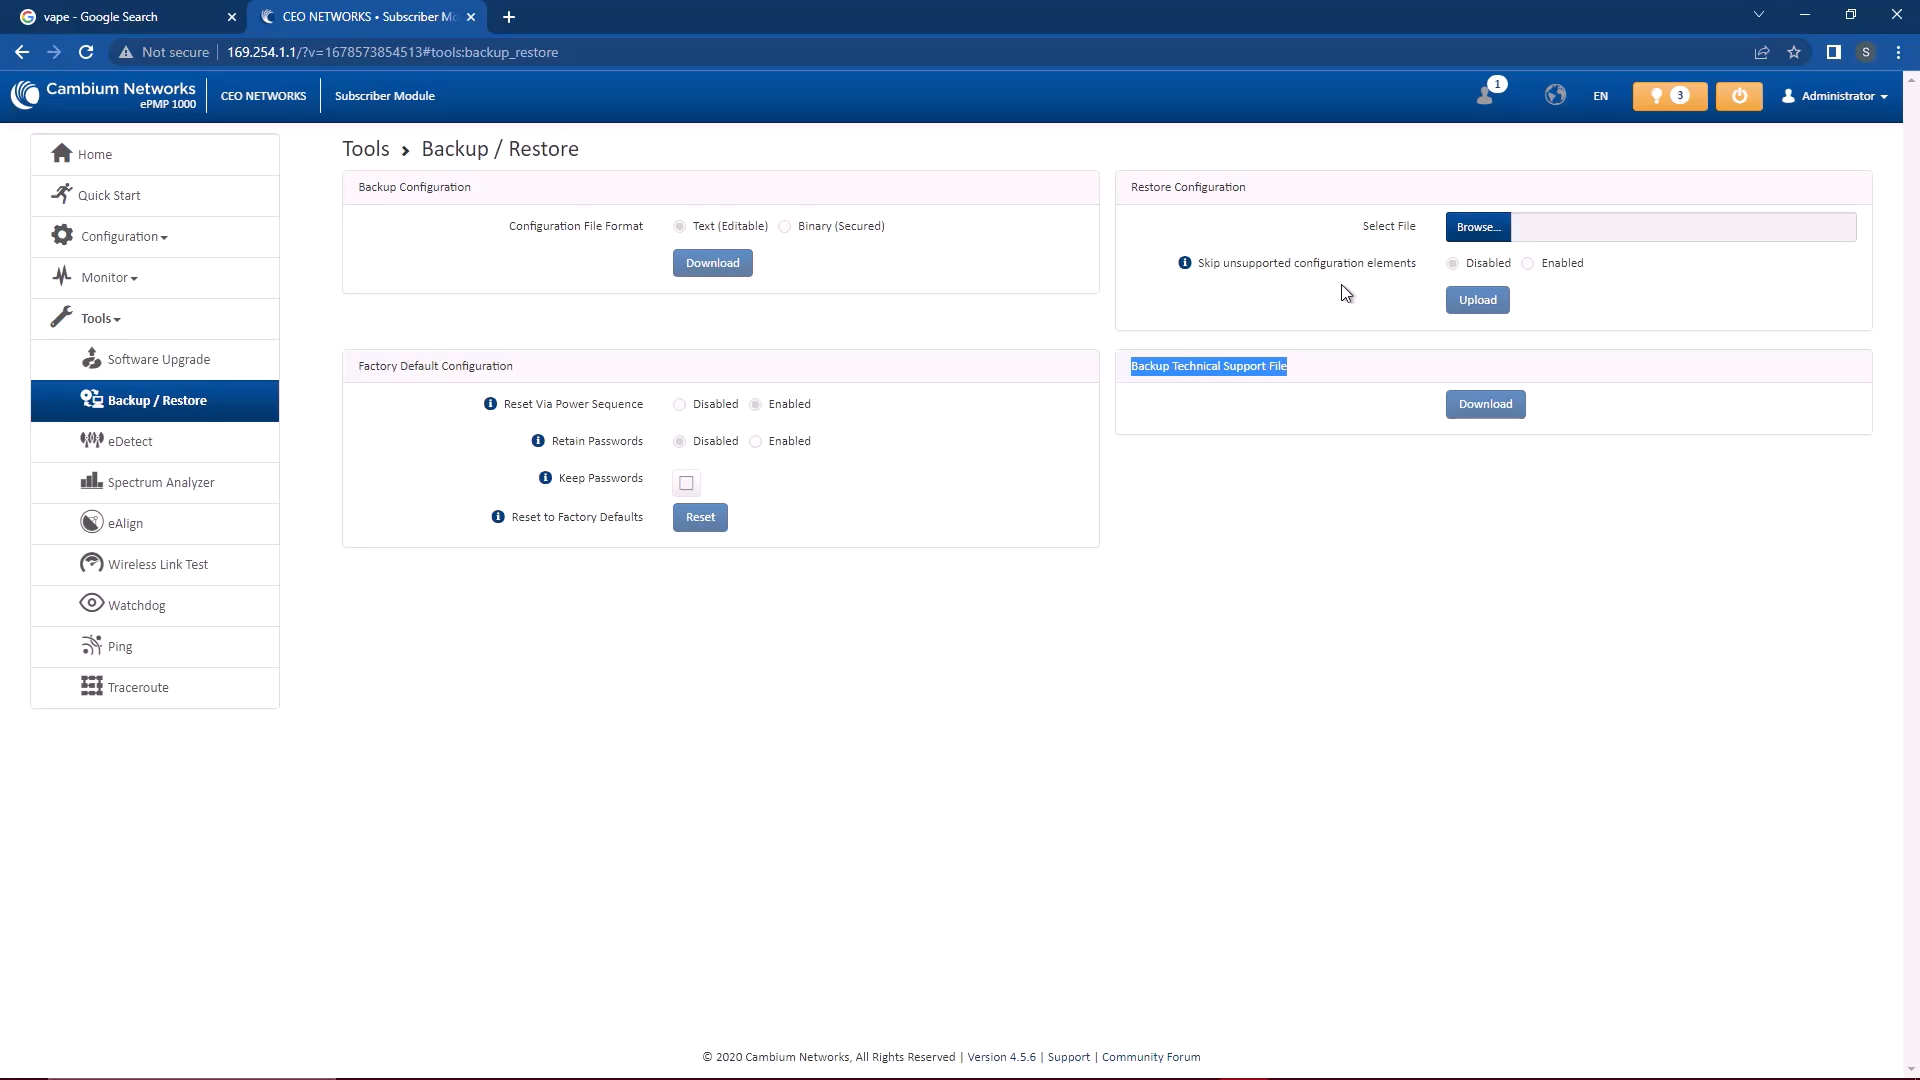 vape - Google Search
CEO NETWORKS • Subscriber Mo
Not secure
169.254.1.1/?v=1678573854513#tools:backup_restore
S
Cambium Networks
ePMP 1000
CEO NETWORKS
Subscriber Module
1
EN
3
Administrator
Home
Quick Start
Configuration
Monitor
Tools
Software Upgrade
Backup / Restore
eDetect
Spectrum Analyzer
eAlign
Wireless Link Test
Watchdog
Ping
Traceroute
Tools > Backup / Restore
Backup Configuration
Configuration File Format
Text (Editable)
Binary (Secured)
Download
Restore Configuration
Select File
Browse...
Skip unsupported configuration elements
Disabled
Enabled
Upload
Factory Default Configuration
Reset Via Power Sequence
Disabled
Enabled
Retain Passwords
Disabled
Enabled
Keep Passwords
Reset to Factory Defaults
Reset
Backup Technical Support File
Download
© 2020 Cambium Networks, All Rights Reserved | Version 4.5.6 | Support | Community Forum